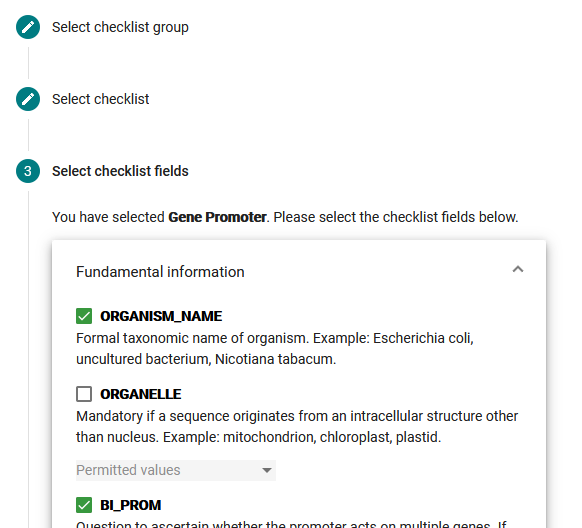 Select checklist group
Select checklist
3 Select checklist fields
You have selected Gene Promoter. Please select the checklist fields below.
Fundamental information
ORGANISM_NAME
Formal taxonomic name of organism. Example: Escherichia coli,
uncultured bacterium, Nicotiana tabacum.
ORGANELLE
Mandatory if a sequence originates from an intracellular structure other
than nucleus. Example: mitochondrion, chloroplast, plastid.
Permitted values
BI_PROM
Question to ascertain whether the promoter acts on multiple genes. If